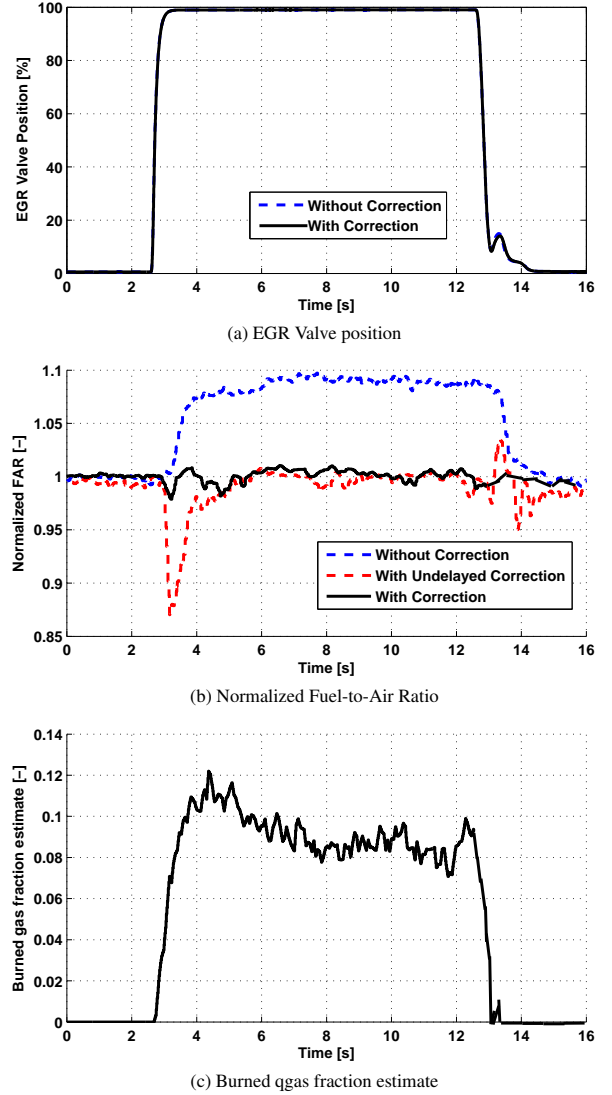 100
80
60
40
20
0
EGR Valve Position [%]
Without Correction
With Correction
0 2 4 6 8 10 12 14 16
Time [s]
(a) EGR Valve position
1.1
1.05
1
0.95
0.9
0.85
Normalized FAR [–]
Without Correction
With Undelayed Correction
With Correction
0 2 4 6 8 10 12 14 16
Time [s]
(b) Normalized Fuel-to-Air Ratio
0.14
0.12
0.1
0.08
0.06
0.04
0.02
0
Burned gas fraction estimate [–]
0 2 4 6 8 10 12 14 16
Time [s]
(c) Burned qgas fraction estimate